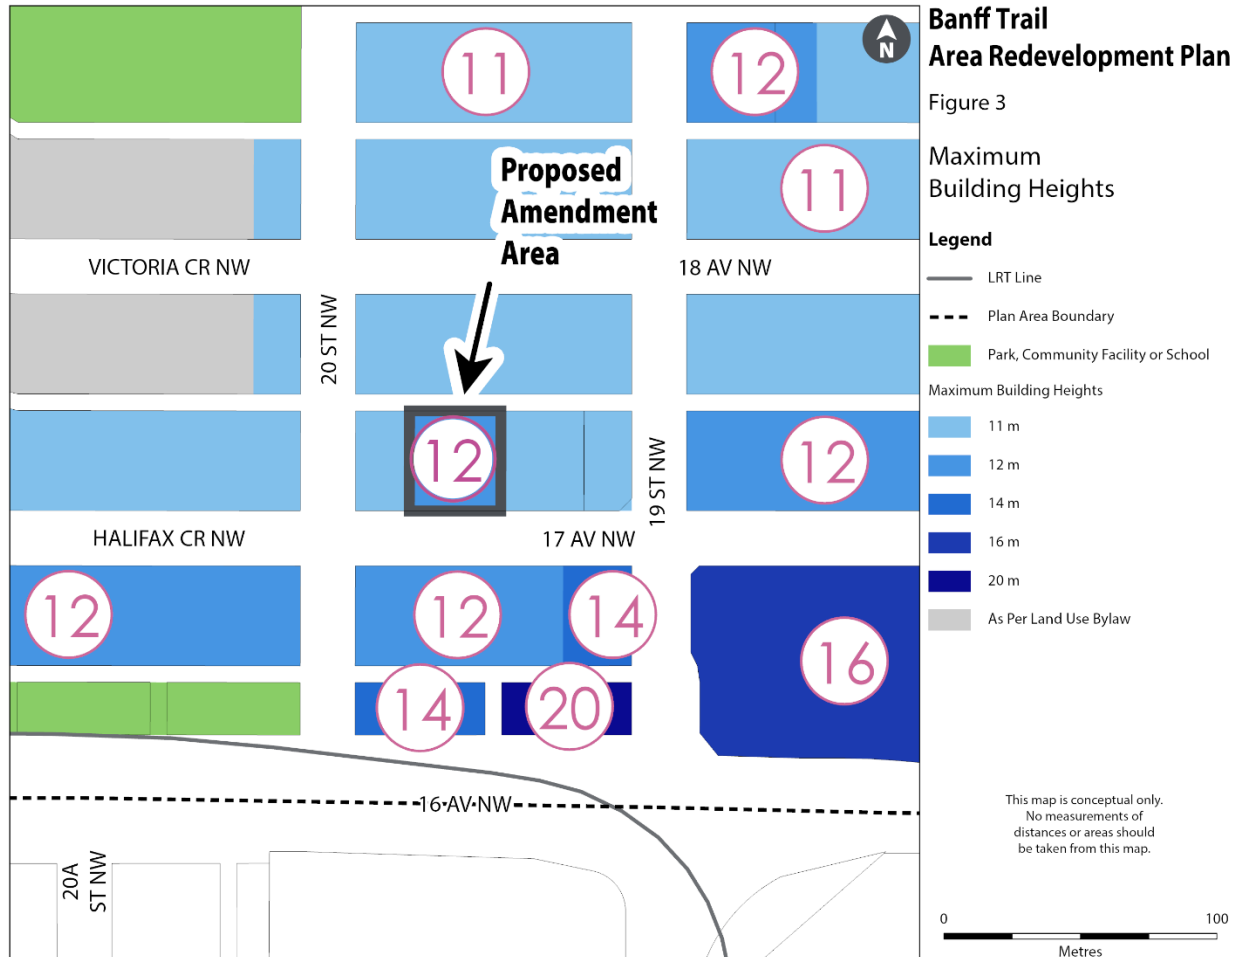 Banff Trail
Area Redevelopment Plan
Figure 3
Maximum
Building Heights
Legend
LRT Line
Plan Area Boundary
Park, Community Facility or School
Maximum Building Heights
11 m
12 m
14 m
16 m
20 m
As Per Land Use Bylaw
This map is conceptual only.
No measurements of
distances or areas should
be taken from this map.
0 100
Metres
N
11
12
11
Proposed
Amendment
Area
VICTORIA CR NW
18 AV NW
20 ST NW
12
12
19 ST NW
HALIFAX CR NW
17 AV NW
12
12
14
16
14
20
16 AV NW
20A
ST NW